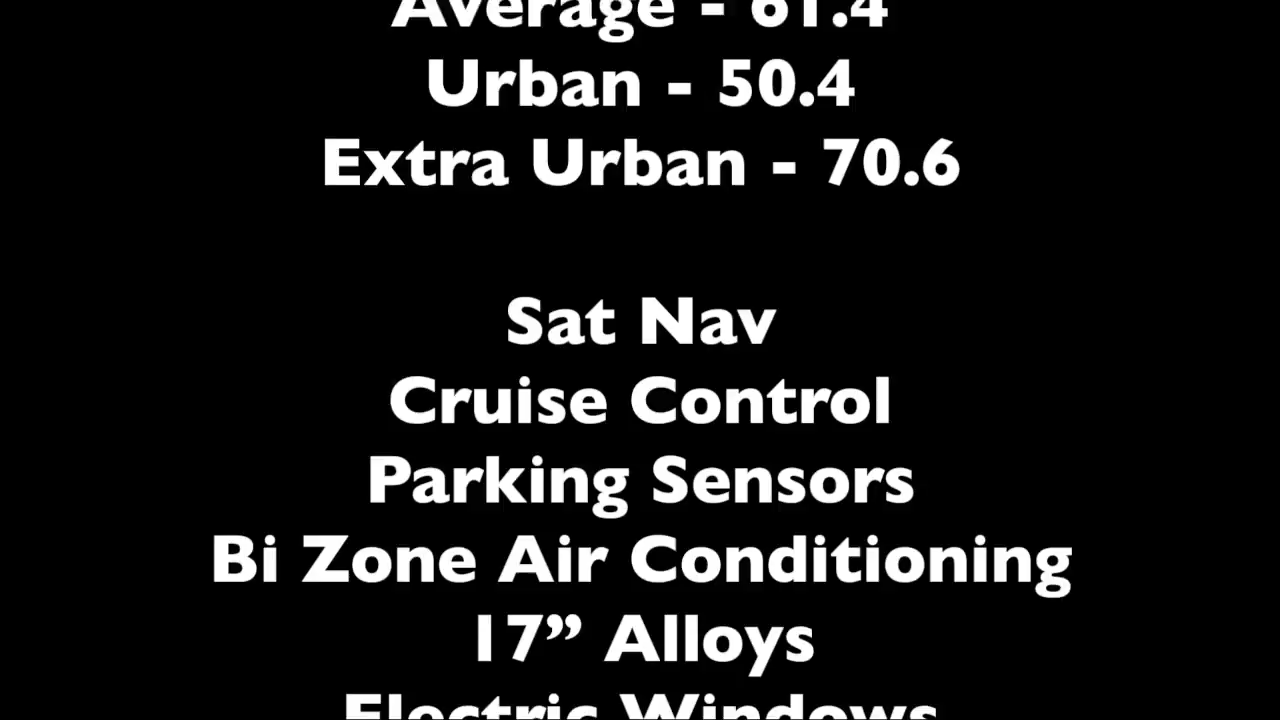 Average - 61.4
Urban - 50.4
Extra Urban - 70.6
Sat Nav
Cruise Control
Parking Sensors
Bi Zone Air Conditioning
17” Alloys
Electric Windows